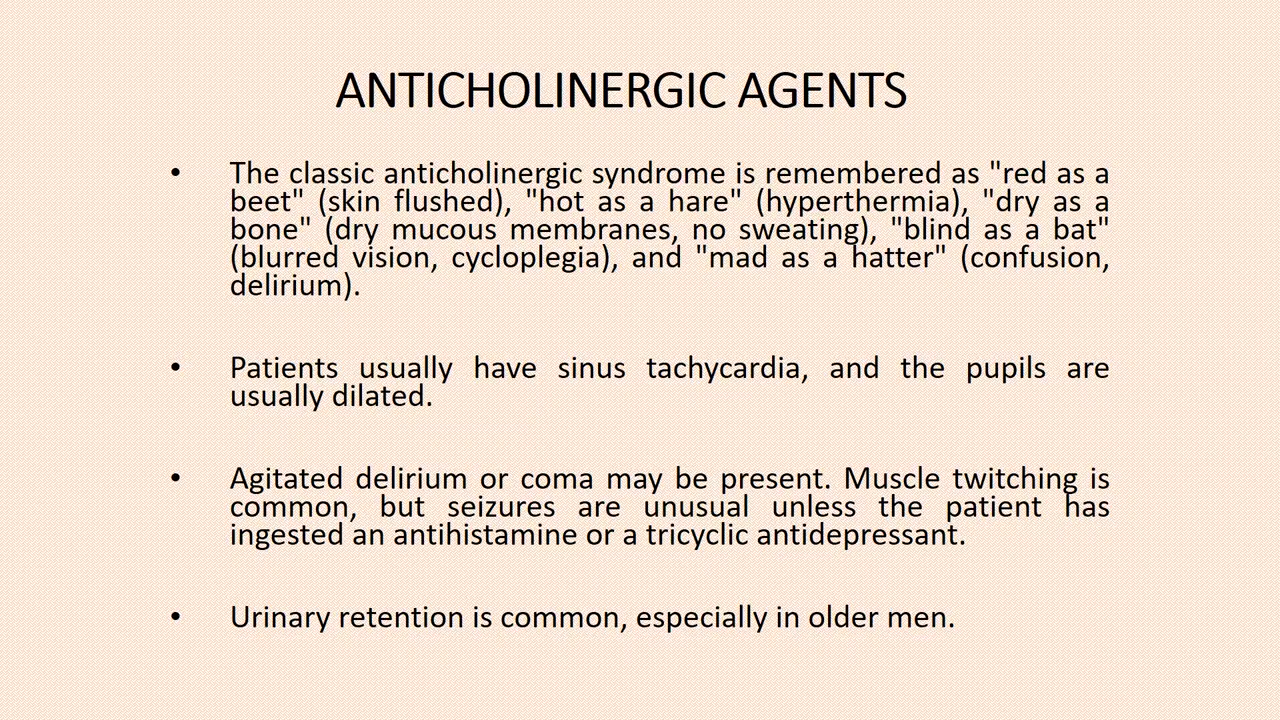 ANTICHOLINERGIC AGENTS
• The classic anticholinergic syndrome is remembered as "red as a
beet" (skin flushed), "hot as a hare" (hyperthermia), "dry as a
bone" (dry mucous membranes, no sweating), "blind as a bat"
(blurred vision, cycloplegia), and "mad as a hatter" (confusion,
delirium).
• Patients usually have sinus tachycardia, and the pupils are
usually dilated.
• Agitated delirium or coma may be present. Muscle twitching is
common, but seizures are unusual unless the patient has
ingested an antihistamine or a tricyclic antidepressant.
• Urinary retention is common, especially in older men.